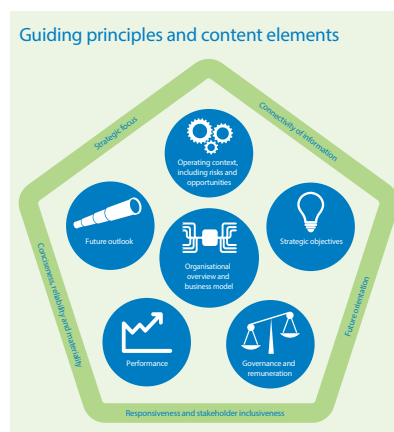 Guiding principles and content elements
Strategic focus
Connectivity of information
Operating context,
including risks and
opportunities
Future outlook
Strategic objectives
Organisational
overview and
business model
Conciseness, reliability and materiality
Future orientation
Performance
Governance and
remuneration
Responsiveness and stakeholder inclusiveness